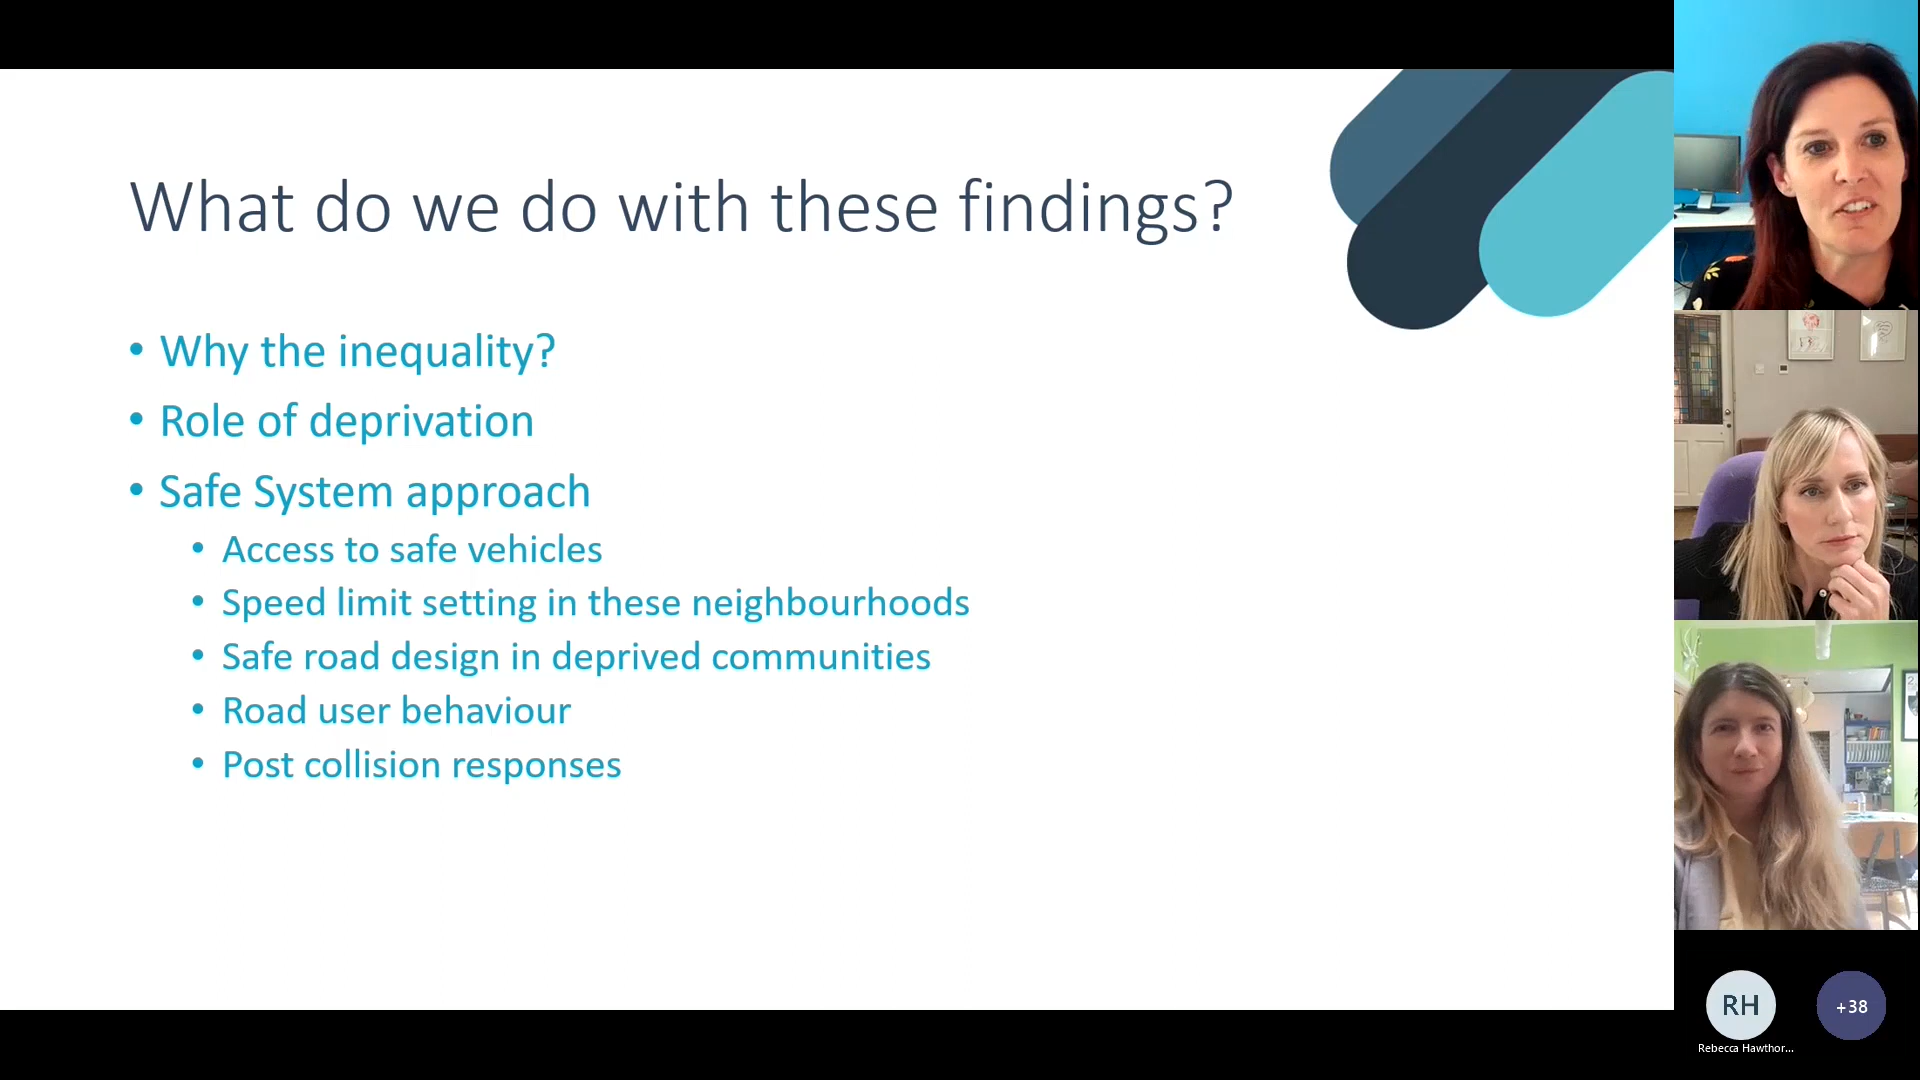 What do we do with these findings?
• Why the inequality?
• Role of deprivation
• Safe System approach
• Access to safe vehicles
• Speed limit setting in these neighbourhoods
• Safe road design in deprived communities
• Road user behaviour
• Post collision responses
RH
+38
Rebecca Hawthor...